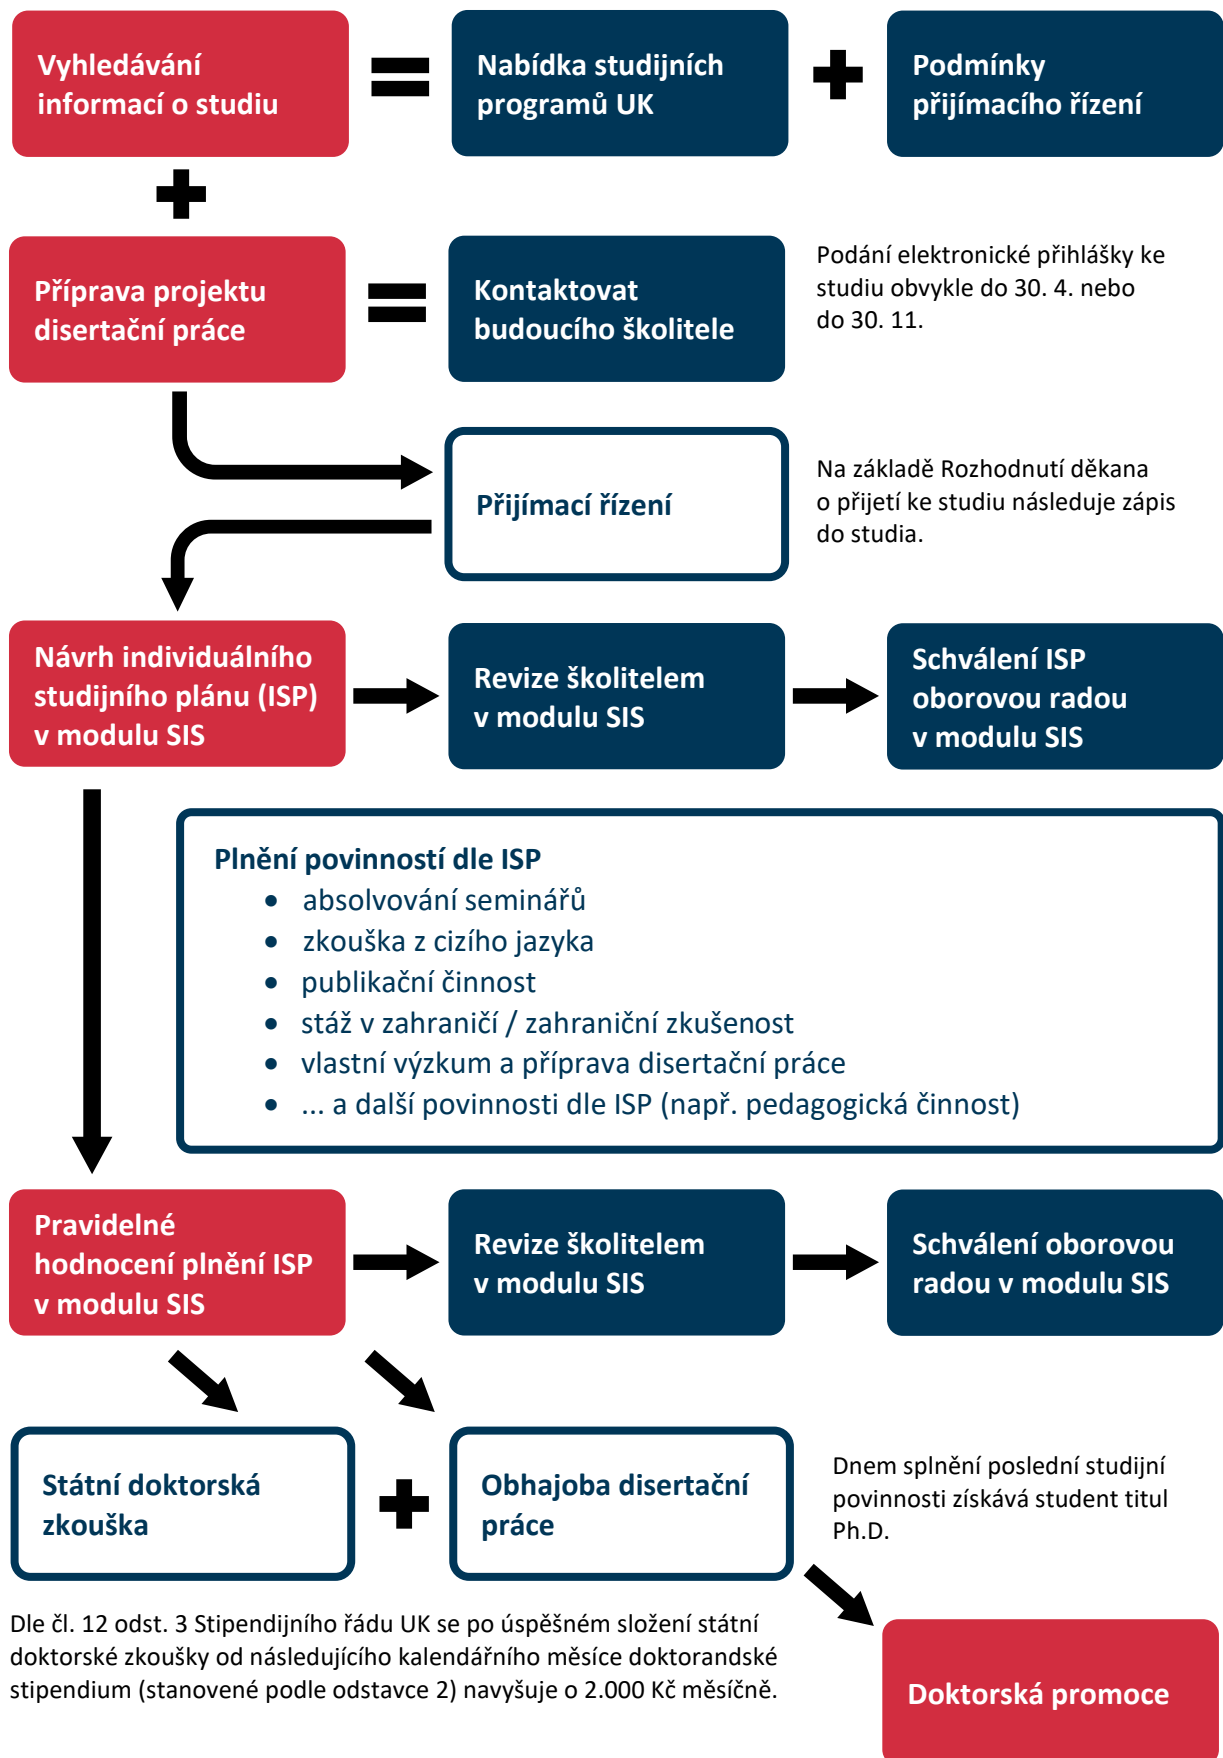 Vyhledávání
informací o studiu
Nabídka studijních
programů UK
Podmínky
přijímacího řízení
Příprava projektu
disertační práce
Kontaktovat
budoucího školitele
Podání elektronické přihlášky ke
studiu obvykle do 30. 4. nebo
do 30. 11.
Přijímací řízení
Na základě Rozhodnutí děkana
o přijetí ke studiu následuje zápis
do studia.
Návrh individuálního
studijního plánu (ISP)
v modulu SIS
Revize školitelem
v modulu SIS
Schválení ISP
oborovou radou
v modulu SIS
Plnění povinností dle ISP
• absolvování seminářů
• zkouška z cizího jazyka
• publikační činnost
• stáž v zahraničí / zahraniční zkušenost
• vlastní výzkum a příprava disertační práce
• ... a další povinnosti dle ISP (např. pedagogická činnost)
Pravidelné
hodnocení plnění ISP
v modulu SIS
Revize školitelem
v modulu SIS
Schválení oborovou
radou v modulu SIS
Státní doktorská
zkouška
Obhajoba disertační
práce
Dnem splnění poslední studijní
povinnosti získává student titul
Ph.D.
Dle čl. 12 odst. 3 Stipendijního řádu UK se po úspěšném složení státní
doktorské zkoušky od následujícího kalendářního měsíce doktorandské
stipendium (stanovené podle odstavce 2) navyšuje o 2.000 Kč měsíčně.
Doktorská promoce